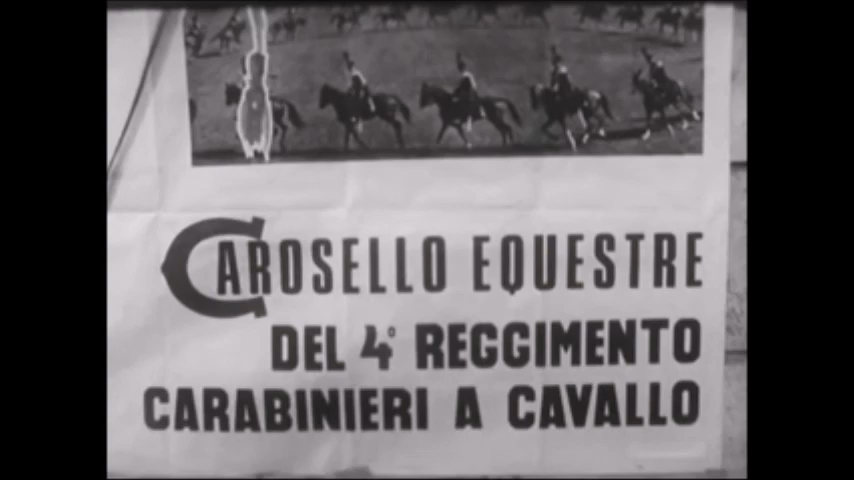 CAROSELLO EQUESTRE
DEL 4° REGGIMENTO
CARABINIERI A CAVALLO